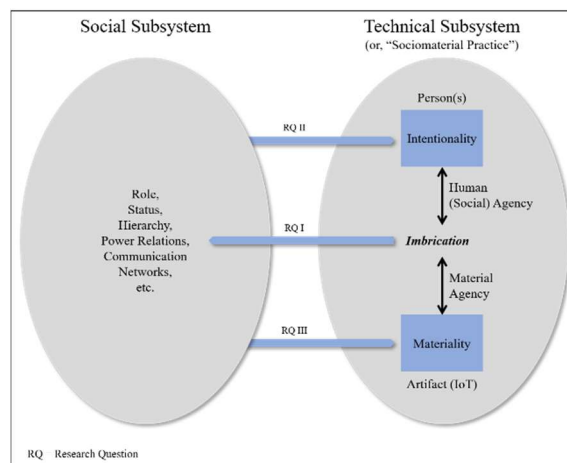 Social Subsystem
Technical Subsystem
(or, “Sociomaterial Practice”)
Person(s)
RQ II
Intentionality
Role,
Status,
Hierarchy,
Power Relations,
Communication
Networks,
etc.
Human
(Social) Agency
RQ I
Imbrication
Material
Agency
RQ III
Materiality
Artifact (IoT)
RQ Research Question